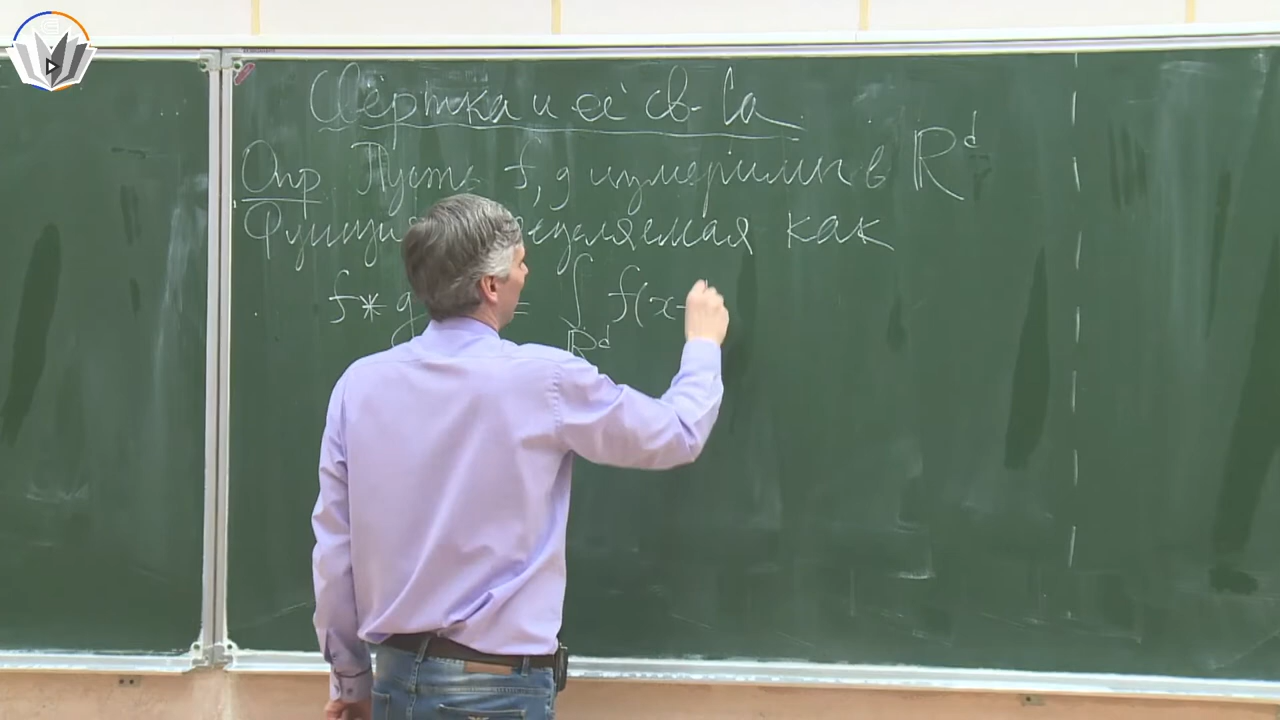 Свёртка и её св-ва
Опр. Пусть f, g измеримы в ℝᵈ
Функция еделяемая как
f * g = ∫ f(x-
ℝᵈ